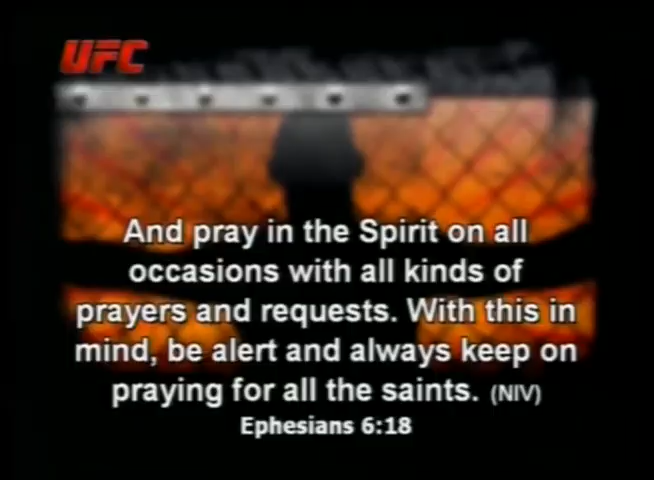 UFC
And pray in the Spirit on all
occasions with all kinds of
prayers and requests. With this in
mind, be alert and always keep on
praying for all the saints. (NIV)
Ephesians 6:18